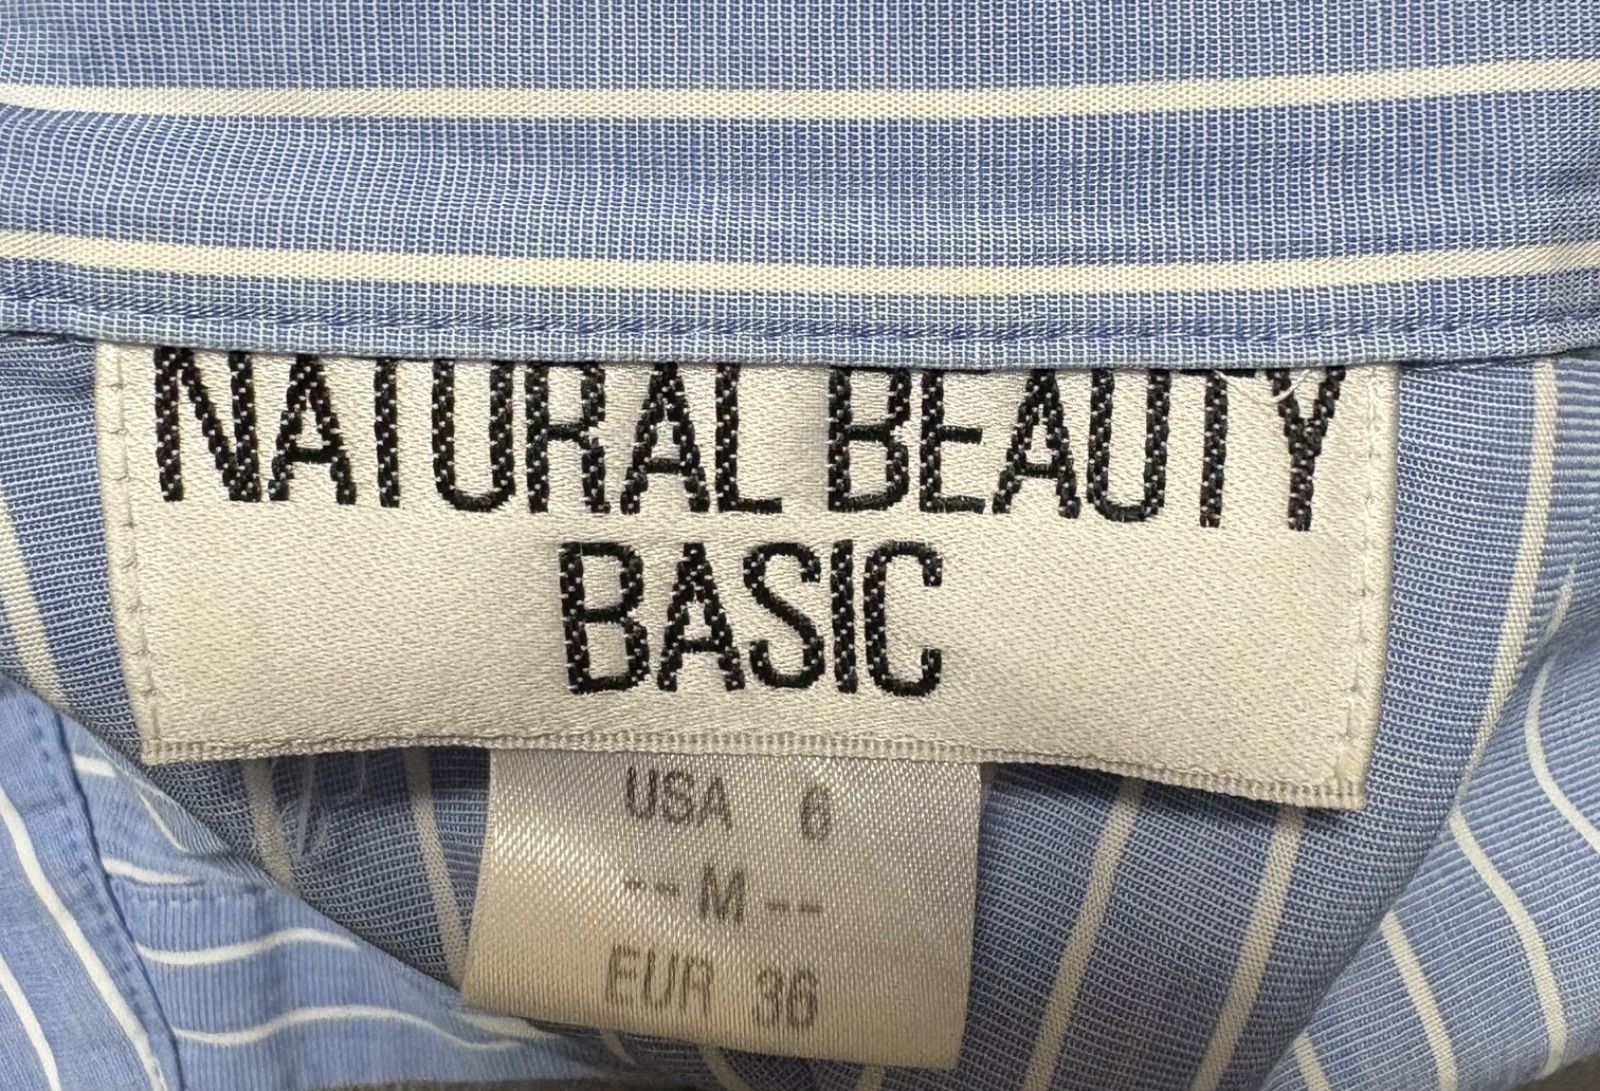 NATURAL BEAUTY
BASIC
USA 6
-- M --
EUR 36